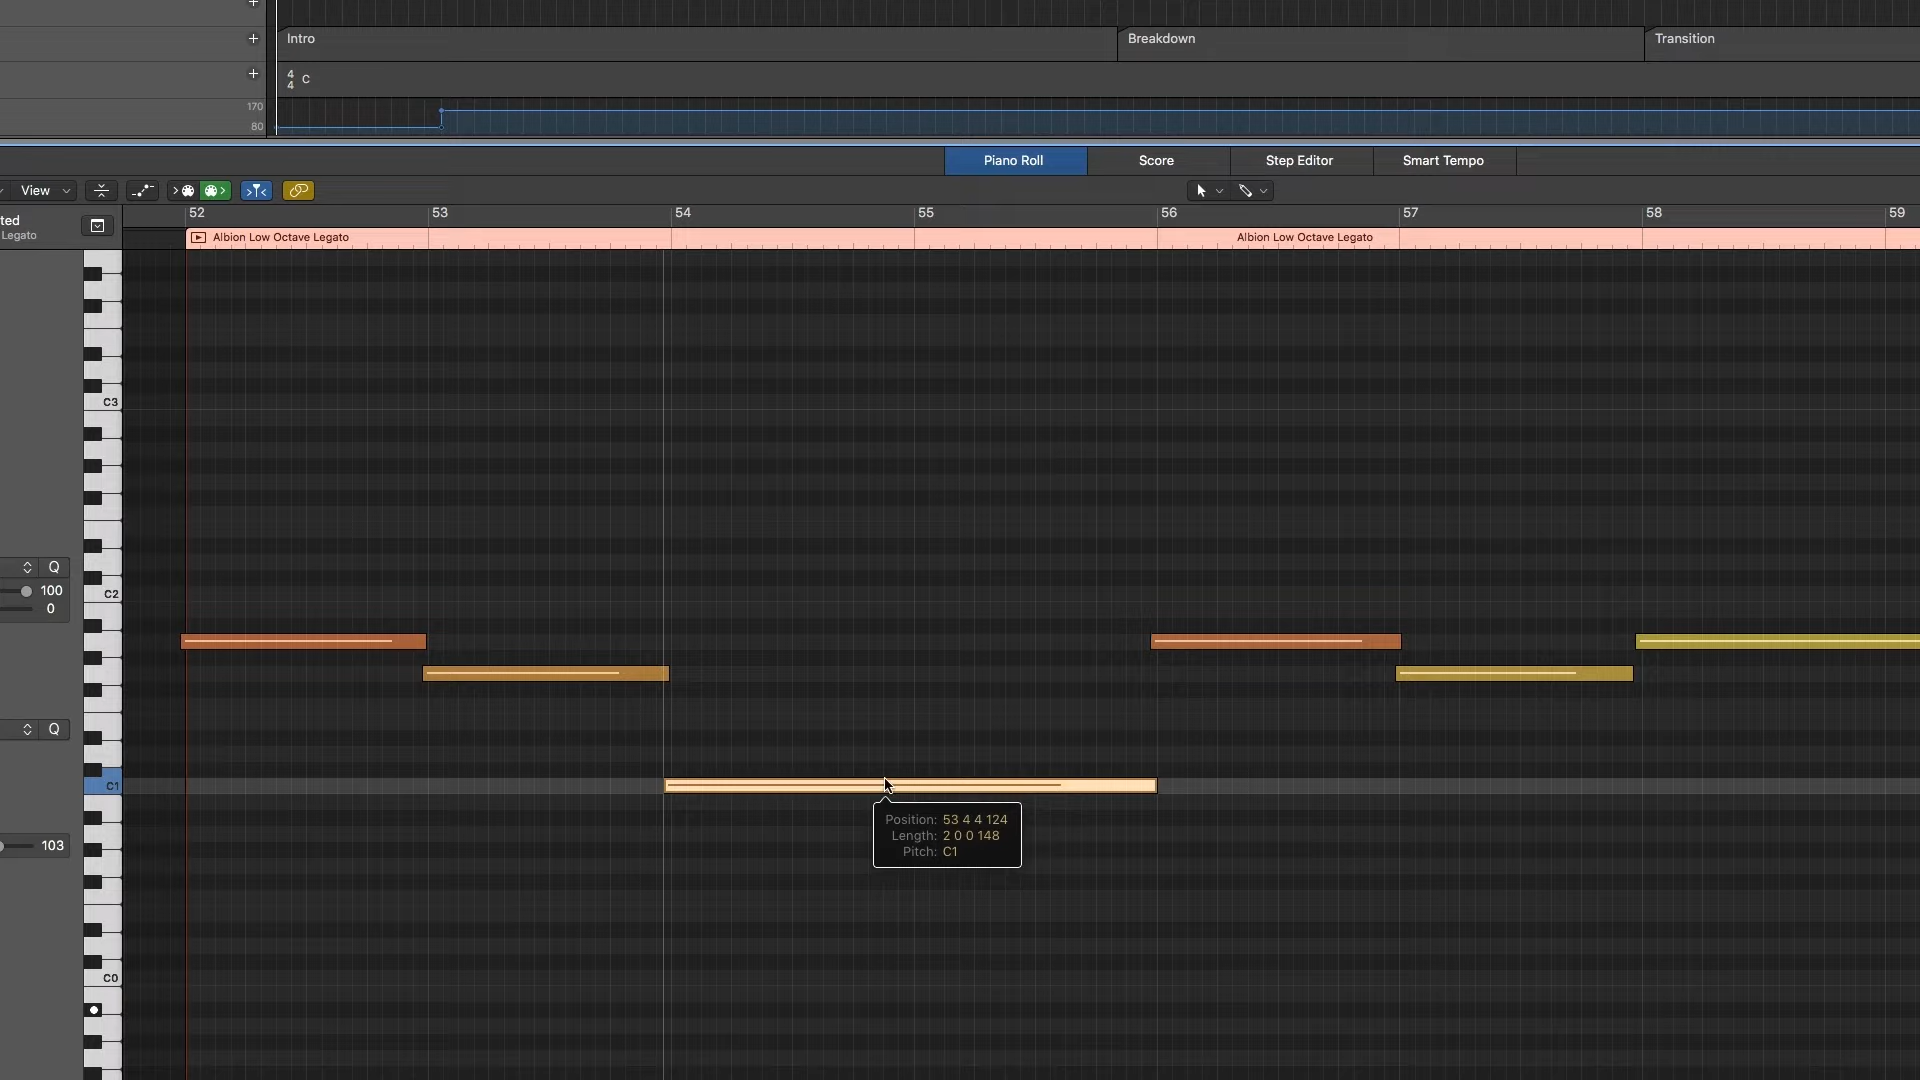 Intro
Breakdown
Transition
4
4
C
170
80
Piano Roll
Score
Step Editor
Smart Tempo
View
ted
Legato
52
53
54
55
56
57
58
59
Albion Low Octave Legato
Albion Low Octave Legato
C3
C2
C1
C0
Q
100
0
Q
103
Position: 53 4 4 124
Length: 2 0 0 148
Pitch: C1